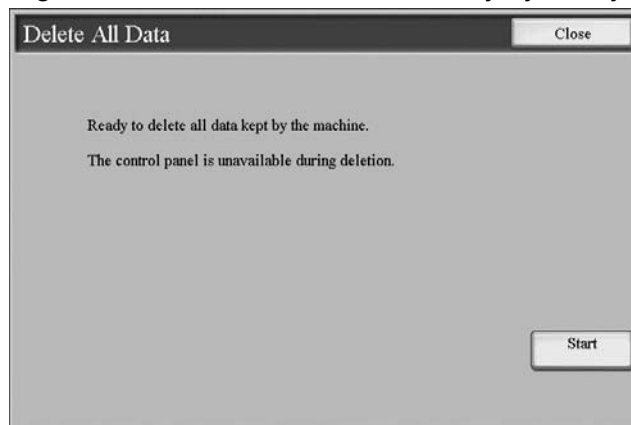 Delete All Data
Close
Ready to delete all data kept by the machine.
The control panel is unavailable during deletion.
Start